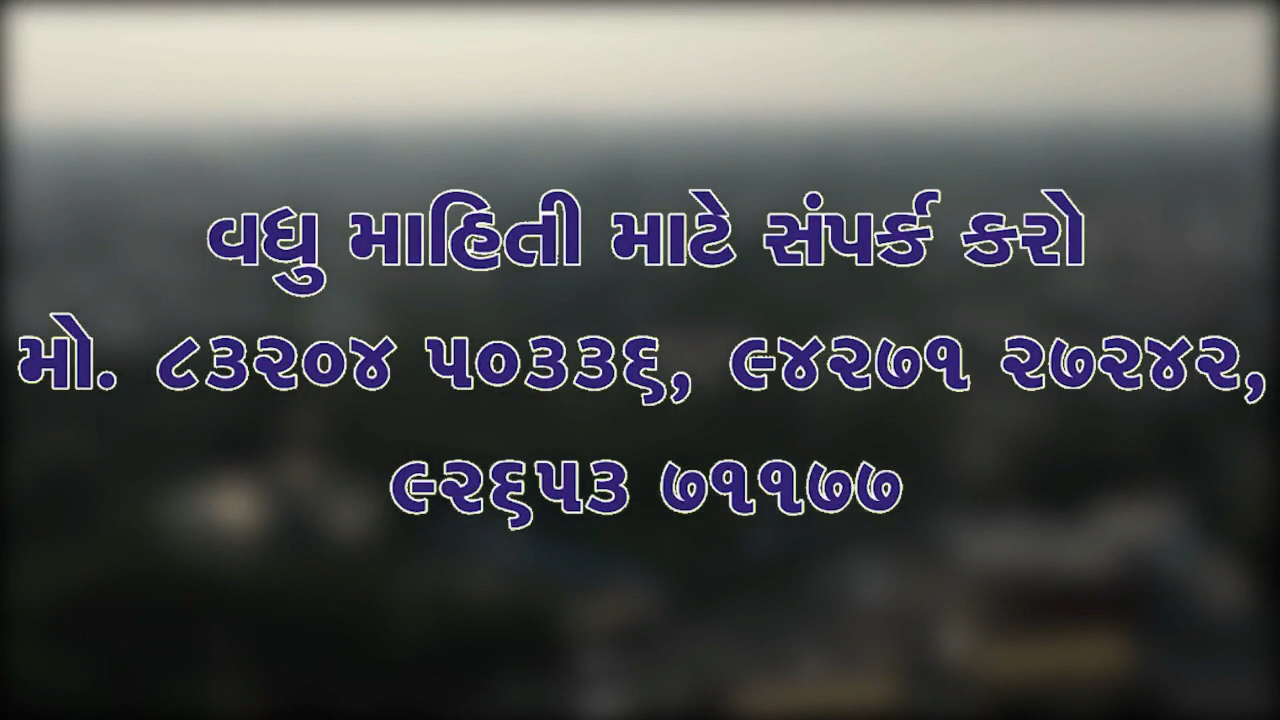 વધુ માહિતી માટે સંપર્ક કરો
મો. ૮૩૨૦૪ ૫૦૩૩૬, ૯૪૨૭૧ ૨૭૨૪૨,
૯૨૬૫૩ ૭૧૧૭૭